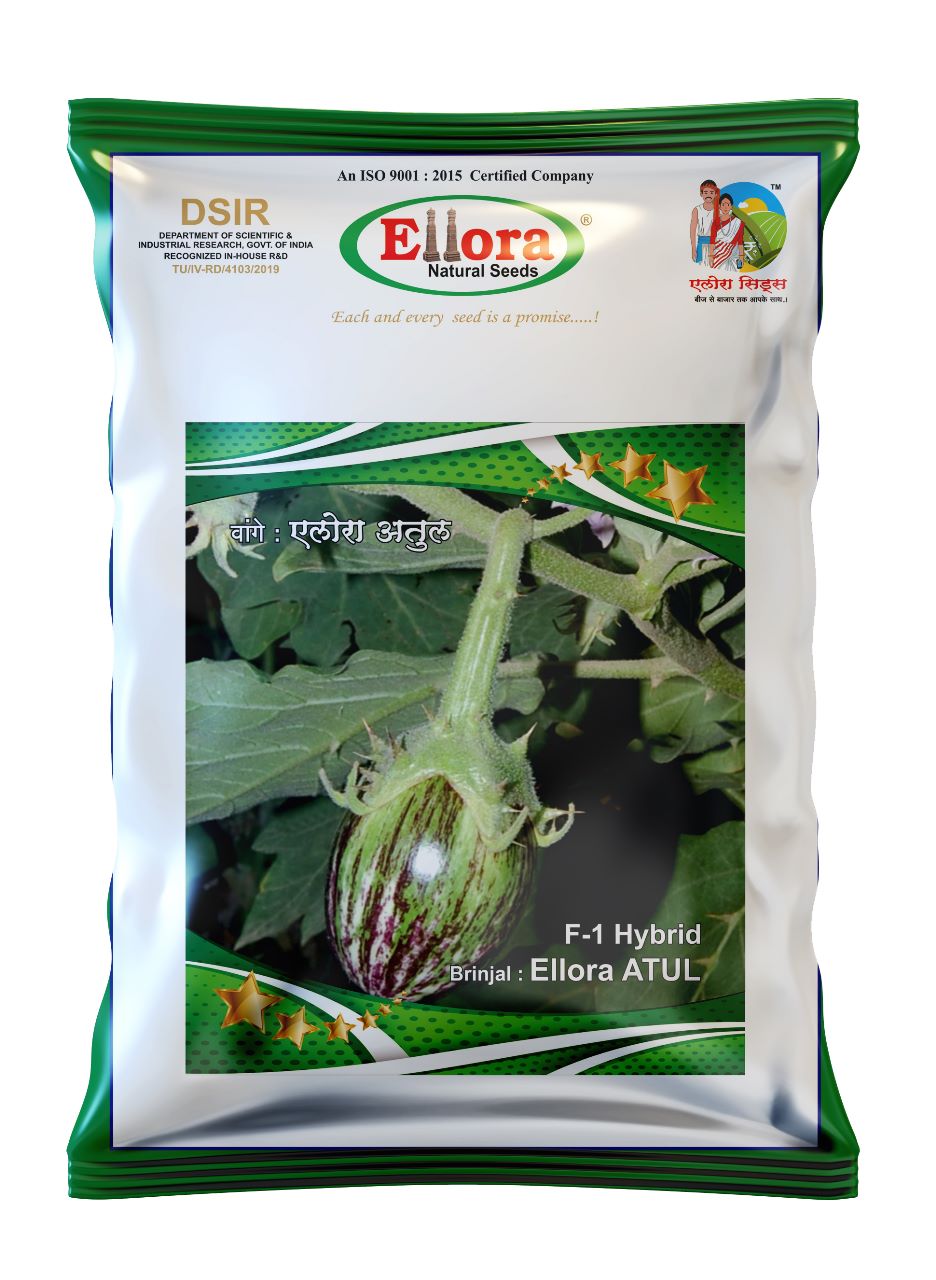 An ISO 9001 : 2015 Certified Company
DSIR
DEPARTMENT OF SCIENTIFIC &
INDUSTRIAL RESEARCH, GOVT. OF INDIA
RECOGNIZED IN-HOUSE R&D
TU/IV-RD/4103/2019
Ellora ®
Natural Seeds
Each and every seed is a promise.....!
TM
एलोरा सिड्स
बीज से बाजार तक आपके साथ.।
वांगे : एलोरा अतुल
F-1 Hybrid
Brinjal : Ellora ATUL